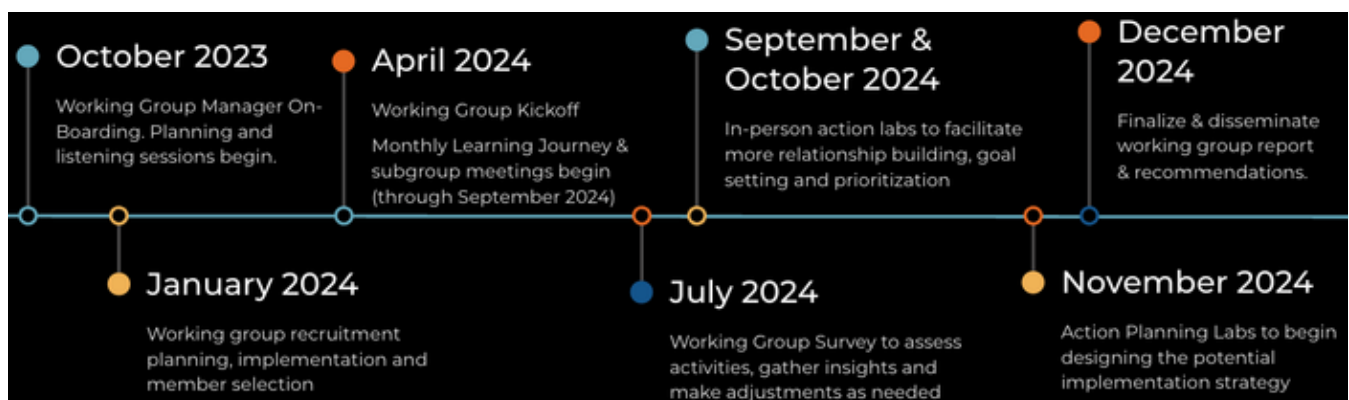 October 2023
Working Group Manager On-
Boarding. Planning and
listening sessions begin.
January 2024
Working group recruitment
planning, implementation and
member selection
April 2024
Working Group Kickoff
Monthly Learning Journey &
subgroup meetings begin
(through September 2024)
July 2024
Working Group Survey to assess
activities, gather insights and
make adjustments as needed
September &
October 2024
In-person action labs to facilitate
more relationship building, goal
setting and prioritization
November 2024
Action Planning Labs to begin
designing the potential
implementation strategy
December
2024
Finalize & disseminate
working group report
& recommendations.